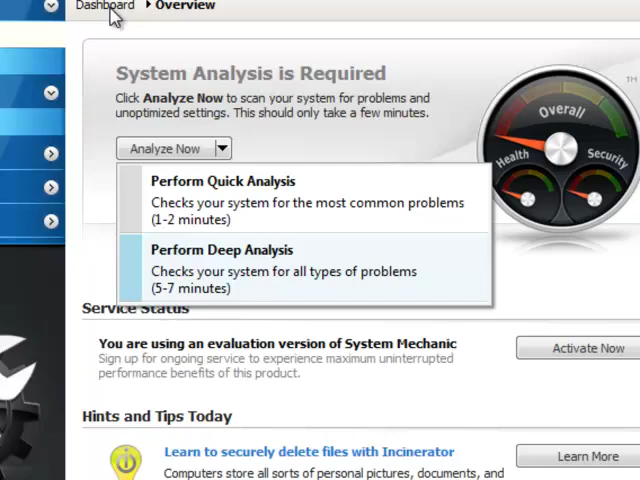 Dashboard Overview
System Analysis is Required
Click Analyze Now to scan your system for problems and
unoptimized settings. This should only take a few minutes.
TM
Overall
Health
Security
Analyze Now
Perform Quick Analysis
Checks your system for the most common problems
(1-2 minutes)
Perform Deep Analysis
Checks your system for all types of problems
(5-7 minutes)
Service Status
You are using an evaluation version of System Mechanic
Sign up for ongoing service to experience maximum uninterrupted
performance benefits of this product.
Activate Now
Hints and Tips Today
Learn to securely delete files with Incinerator
Computers store all sorts of personal pictures, documents, and
Learn More